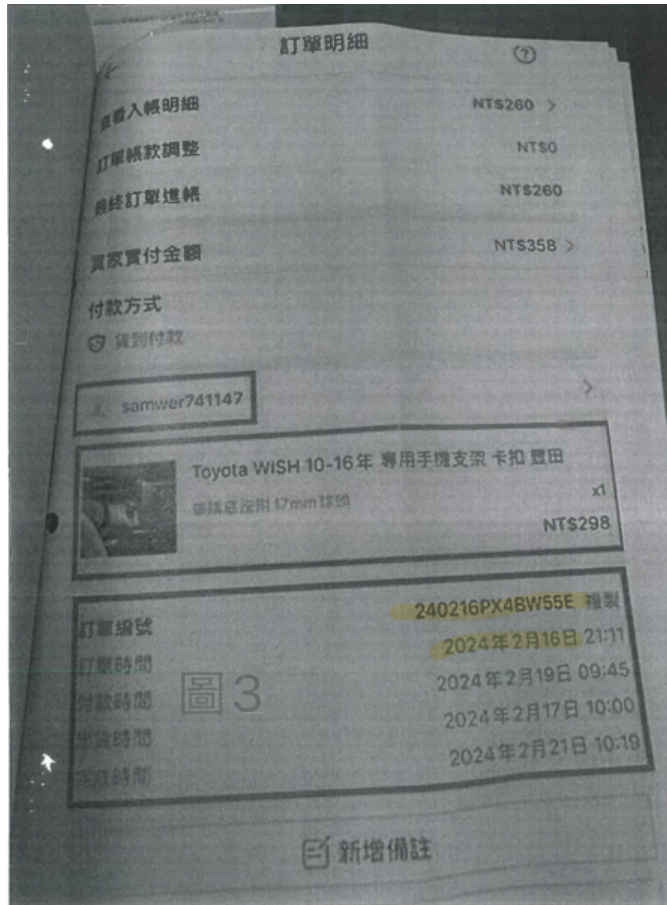 訂單明細
查看入帳明細 NT$260 >
訂單帳款調整 NT$0
最終訂單進帳 NT$260
買家實付金額 NT$358 >
付款方式
貨到付款
samwer741147 >
Toyota WISH 10-16年 專用手機支架 卡扣 豐田
17mm
x1
NT$298
訂單編號 240216PX4BW55E 複製
訂單時間 2024年2月16日 21:11
付款時間 2024年2月19日 09:45
出貨時間 2024年2月17日 10:00
完成時間 2024年2月21日 10:19
圖3
新增備註